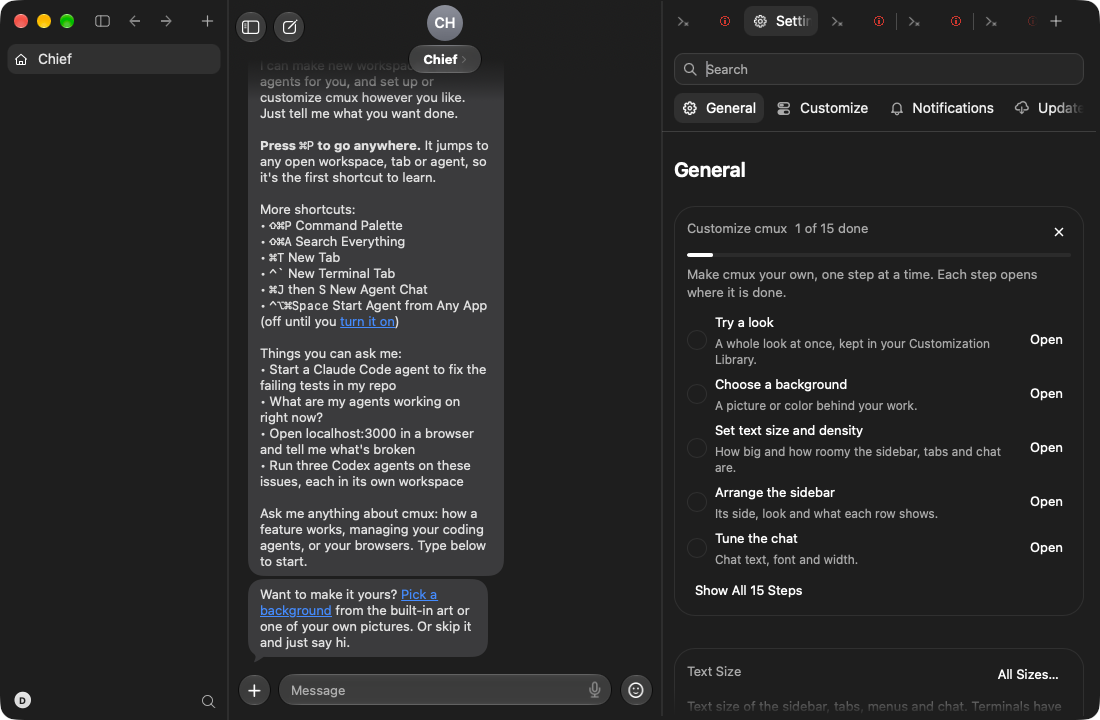 Chief
D
CH
Chief
I can make new workspac
agents for you, and set up or
customize cmux however you like.
Just tell me what you want done.
Press ⌘P to go anywhere. It jumps to
any open workspace, tab or agent, so
it's the first shortcut to learn.
More shortcuts:
• ⇧⌘P Command Palette
• ⇧⌘A Search Everything
• ⌘T New Tab
• ^` New Terminal Tab
• ⌘J then S New Agent Chat
• ^⌥⌘Space Start Agent from Any App
(off until you turn it on)
Things you can ask me:
• Start a Claude Code agent to fix the
failing tests in my repo
• What are my agents working on
right now?
• Open localhost:3000 in a browser
and tell me what's broken
• Run three Codex agents on these
issues, each in its own workspace
Ask me anything about cmux: how a
feature works, managing your coding
agents, or your browsers. Type below
to start.
Want to make it yours? Pick a
background from the built-in art or
one of your own pictures. Or skip it
and just say hi.
Message
Settin
Search
General Customize Notifications Update
General
Customize cmux 1 of 15 done
Make cmux your own, one step at a time. Each step opens
where it is done.
Try a look
A whole look at once, kept in your Customization
Library.
Open
Choose a background
A picture or color behind your work.
Open
Set text size and density
How big and how roomy the sidebar, tabs and chat
are.
Open
Arrange the sidebar
Its side, look and what each row shows.
Open
Tune the chat
Chat text, font and width.
Open
Show All 15 Steps
Text Size
All Sizes...
Text size of the sidebar, tabs, menus and chat. Terminals have